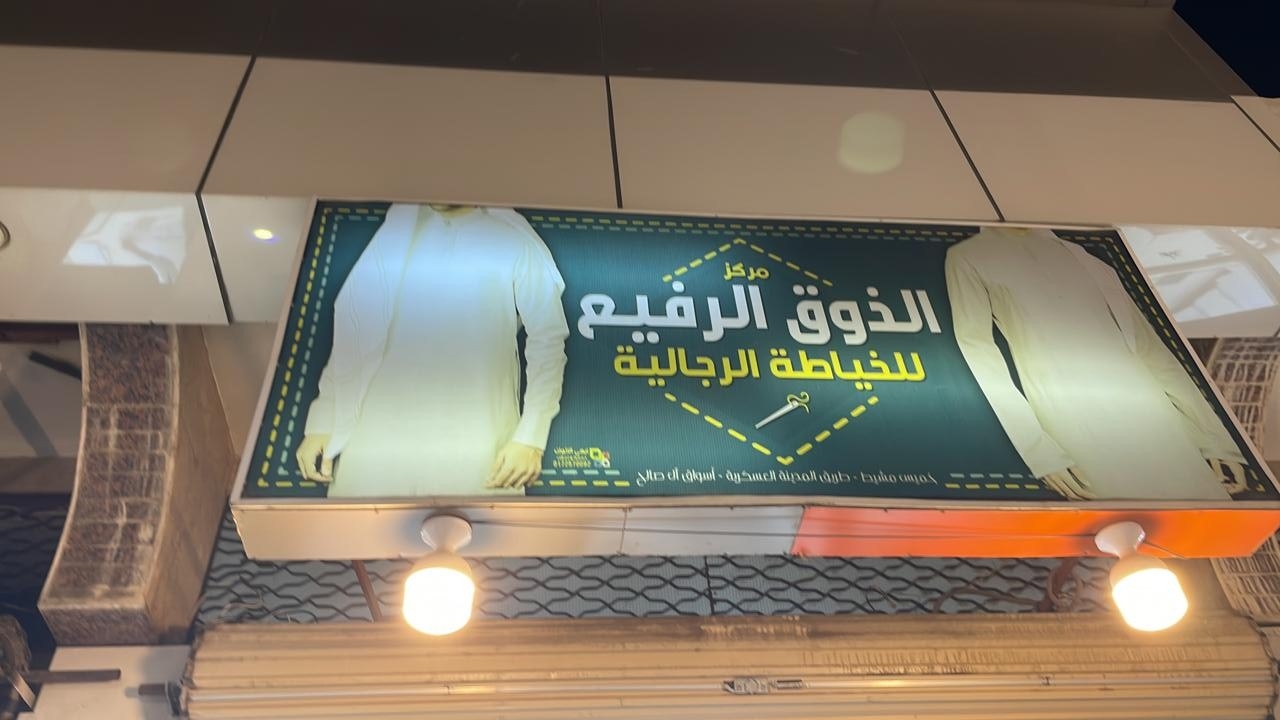 مركز
الذوق الرفيع
للخياطة الرجالية
خميس مشيط - طريق المدينة العسكرية - أسواق آل صالح